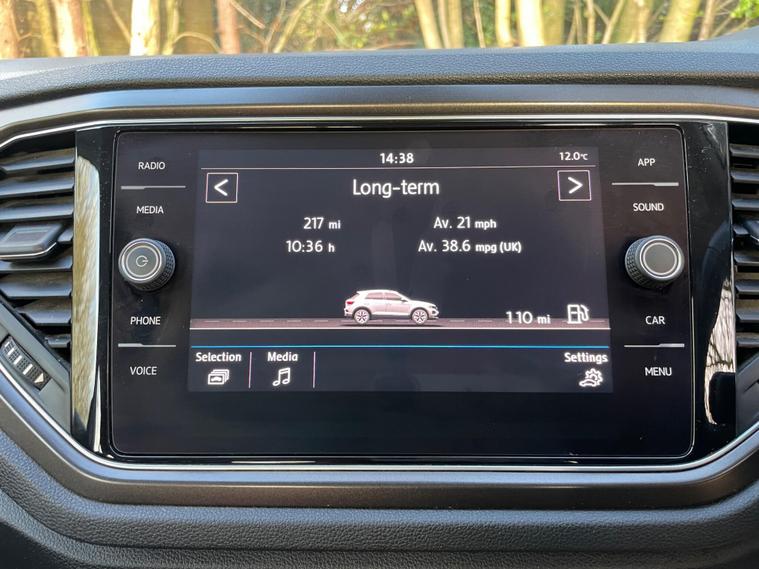 RADIO
MEDIA
PHONE
VOICE
14:38 12.0°C
< Long-term >
217 mi Av. 21 mph
10:36 h Av. 38.6 mpg (UK)
110 mi
Selection Media Settings
APP
SOUND
CAR
MENU